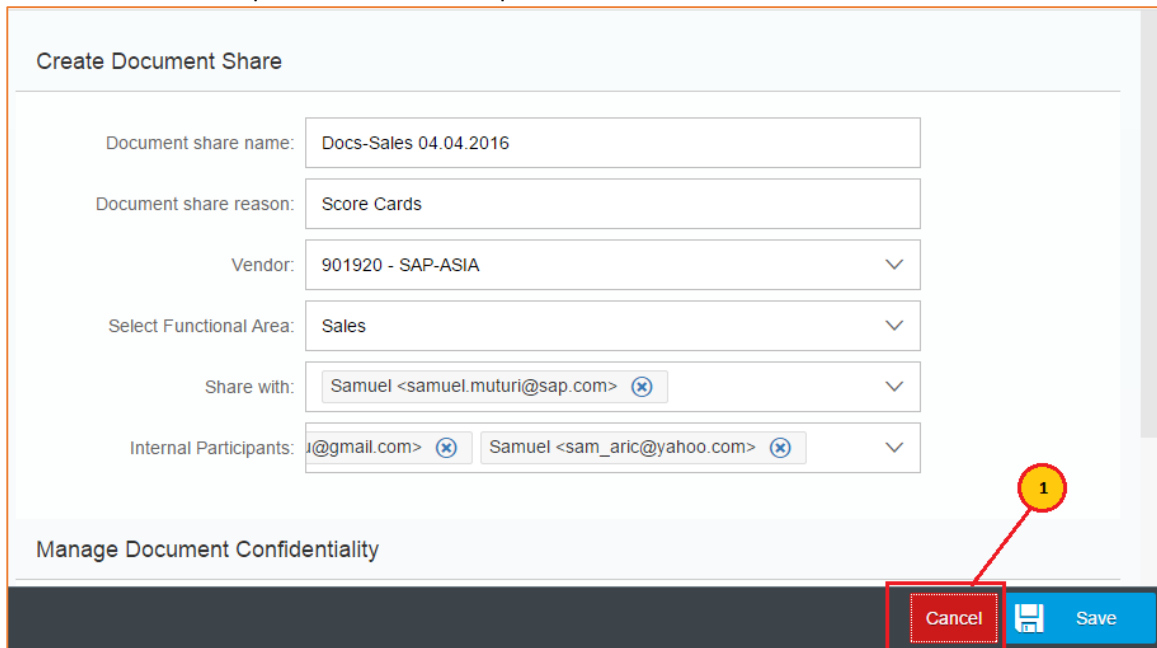 Create Document Share
Document share name: Docs-Sales 04.04.2016
Document share reason: Score Cards
Vendor: 901920 - SAP-ASIA
Select Functional Area: Sales
Share with: Samuel <samuel.muturi@sap.com>
Internal Participants: @gmail.com> Samuel <sam_aric@yahoo.com>
1
Manage Document Confidentiality
Cancel Save